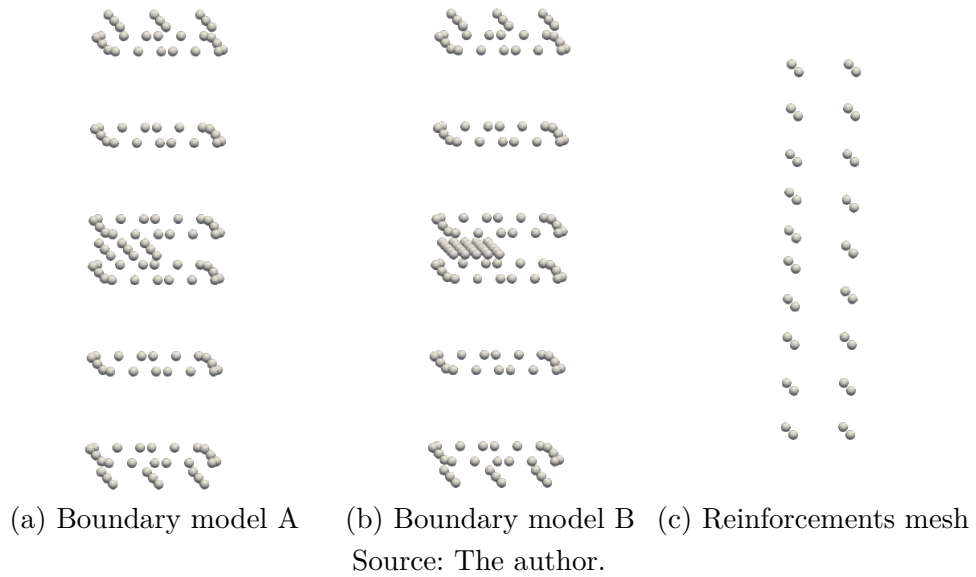 (a) Boundary model A (b) Boundary model B (c) Reinforcements mesh
Source: The author.